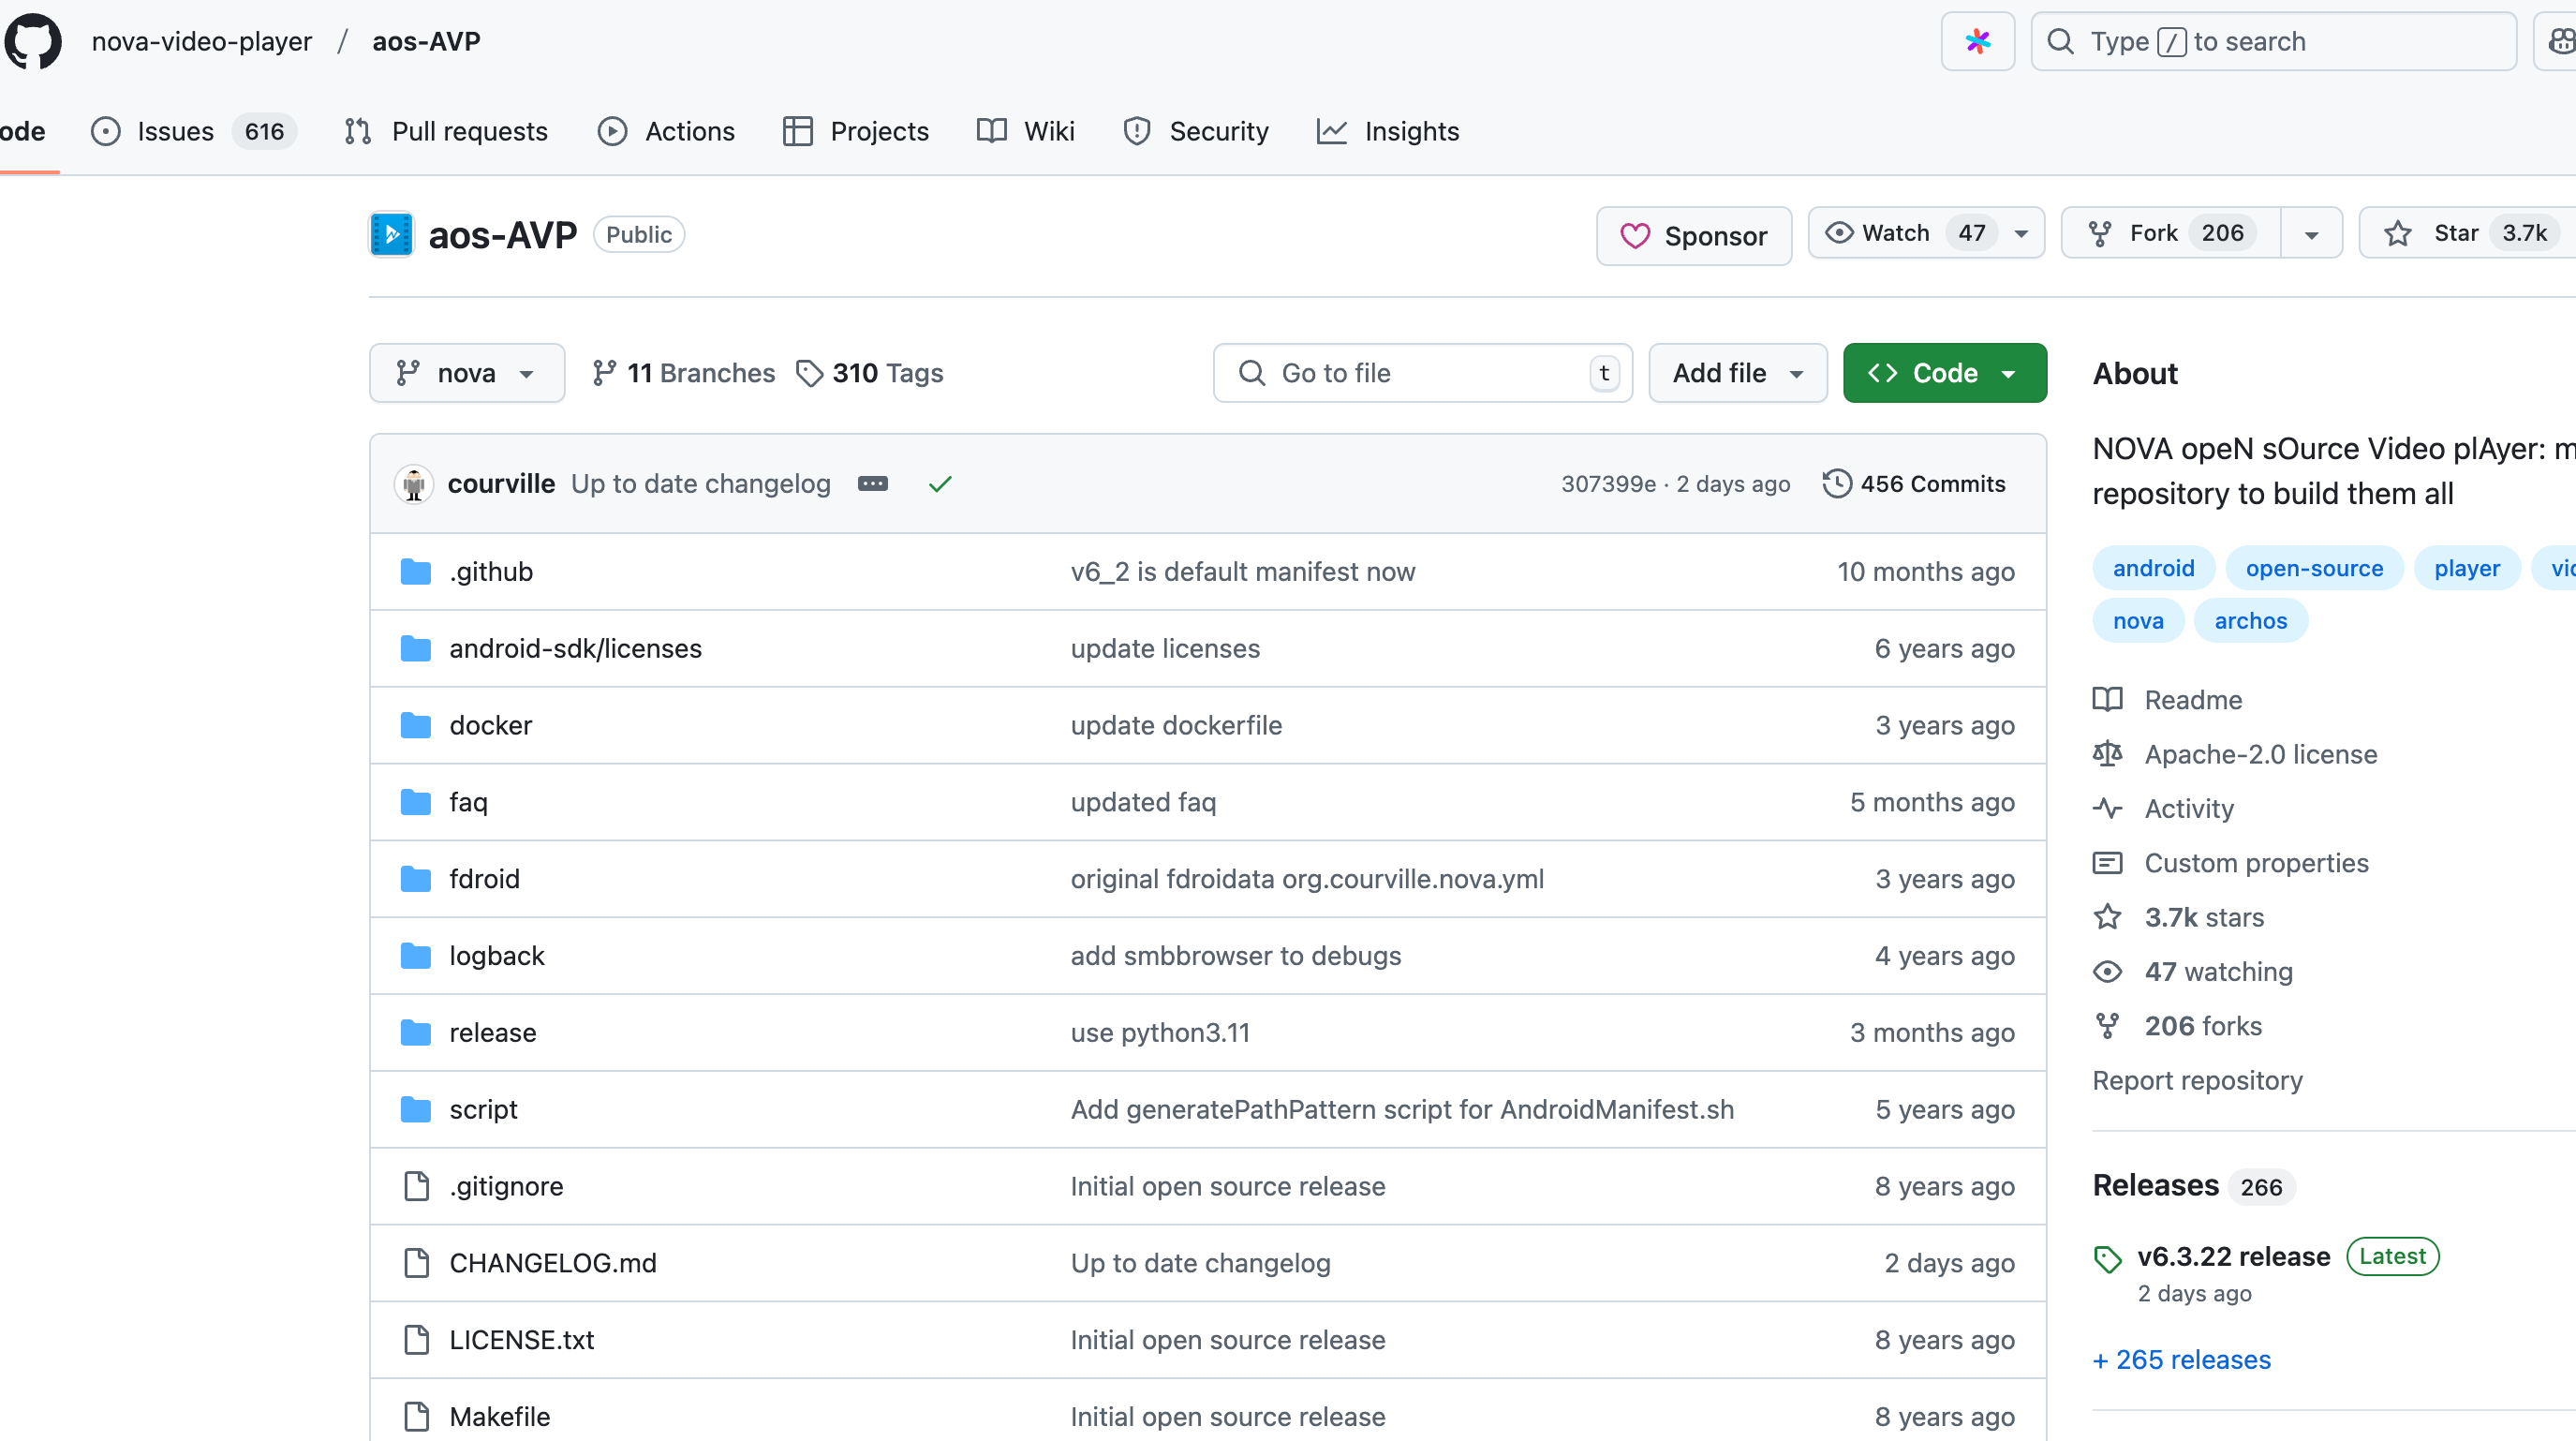 nova-video-player / aos-AVP
Type / to search
ode Issues 616 Pull requests Actions Projects Wiki Security Insights
aos-AVP Public
Sponsor Watch 47 Fork 206 Star 3.7k
nova 11 Branches 310 Tags Go to file t Add file Code
courville Up to date changelog 307399e · 2 days ago 456 Commits
.github v6_2 is default manifest now 10 months ago
android-sdk/licenses update licenses 6 years ago
docker update dockerfile 3 years ago
faq updated faq 5 months ago
fdroid original fdroidata org.courville.nova.yml 3 years ago
logback add smbbrowser to debugs 4 years ago
release use python3.11 3 months ago
script Add generatePathPattern script for AndroidManifest.sh 5 years ago
.gitignore Initial open source release 8 years ago
CHANGELOG.md Up to date changelog 2 days ago
LICENSE.txt Initial open source release 8 years ago
Makefile Initial open source release 8 years ago
About
NOVA opeN sOurce Video plAyer:
repository to build them all
android open-source player
nova archos
Readme
Apache-2.0 license
Activity
Custom properties
3.7k stars
47 watching
206 forks
Report repository
Releases 266
v6.3.22 release Latest
2 days ago
+ 265 releases